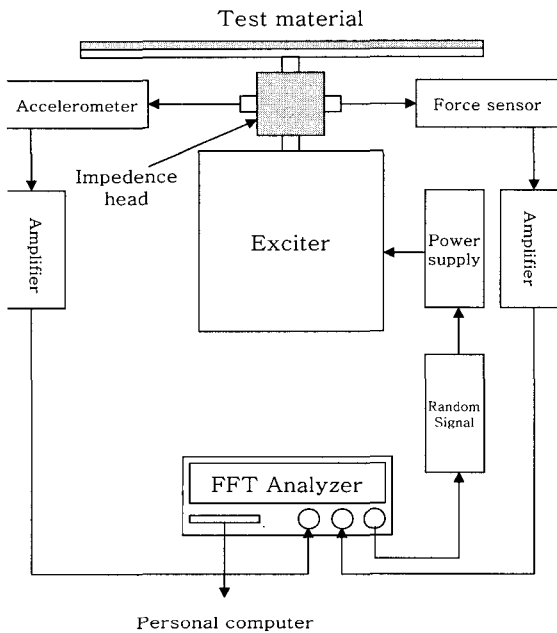 Test material
Accelerometer
Force sensor
Impedence
head
Amplifier
Exciter
Power
supply
Amplifier
Random
Signal
FFT Analyzer
Personal computer